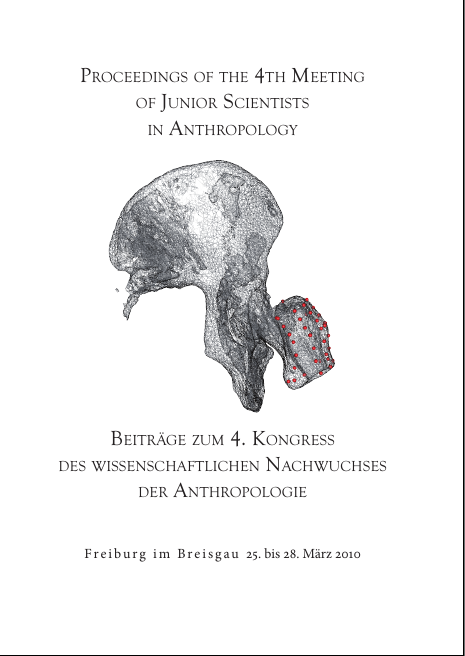 Proceedings of the 4th Meeting
of Junior Scientists
in Anthropology
Beiträge zum 4. Kongress
des wissenschaftlichen Nachwuchses
der Anthropologie
Freiburg im Breisgau 25. bis 28. März 2010